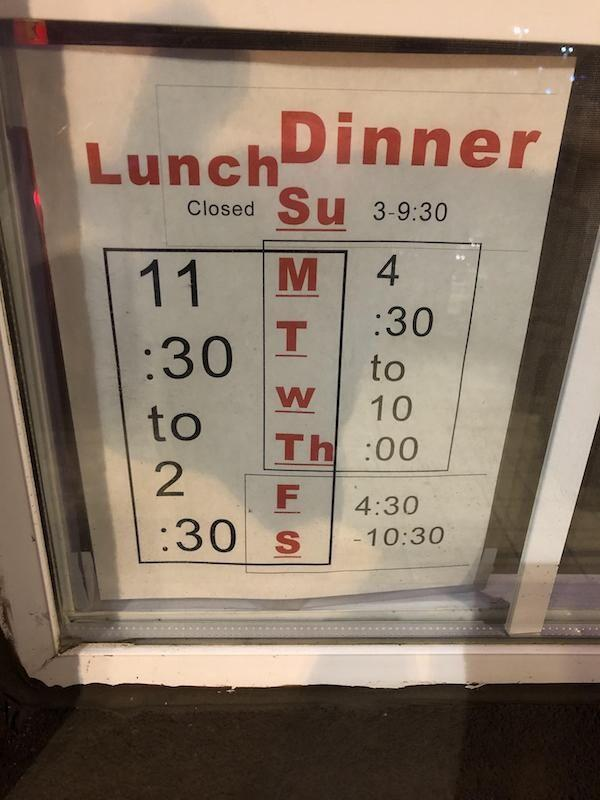 Lunch Dinner
Closed Su 3-9:30
11 M 4
:30 T :30
to W to
2 Th 10
:30 F :00
S 4:30
-10:30